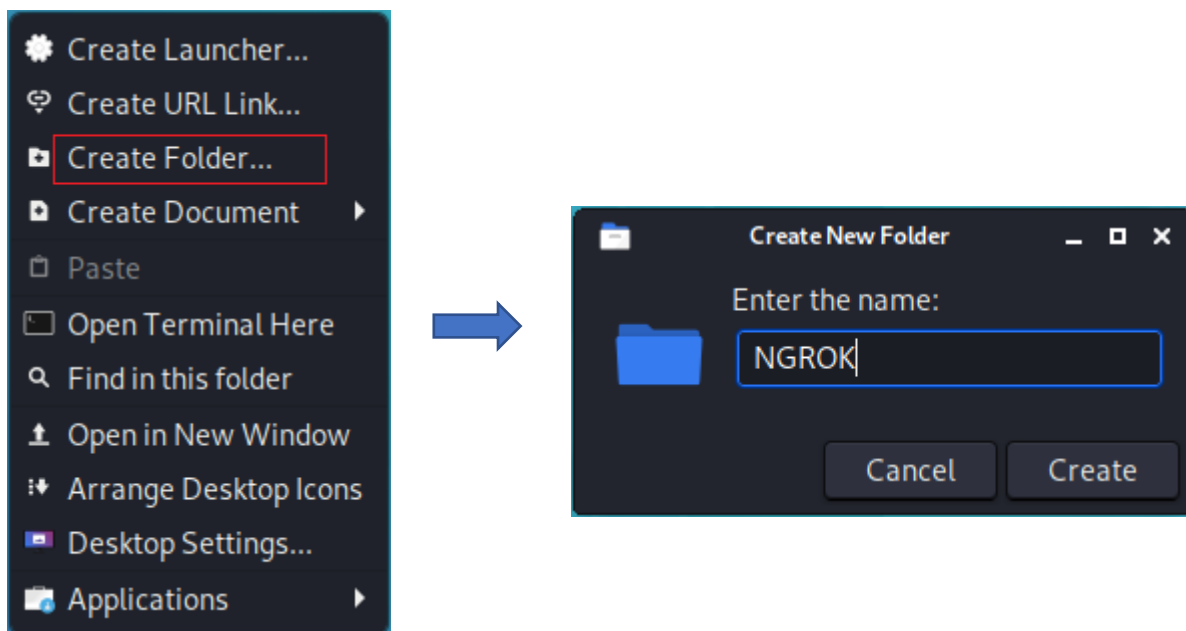 Create Launcher...
Create URL Link...
Create Folder...
Create Document
Paste
Open Terminal Here
Find in this folder
Open in New Window
Arrange Desktop Icons
Desktop Settings...
Applications
Create New Folder
Enter the name:
NGROK
Cancel Create